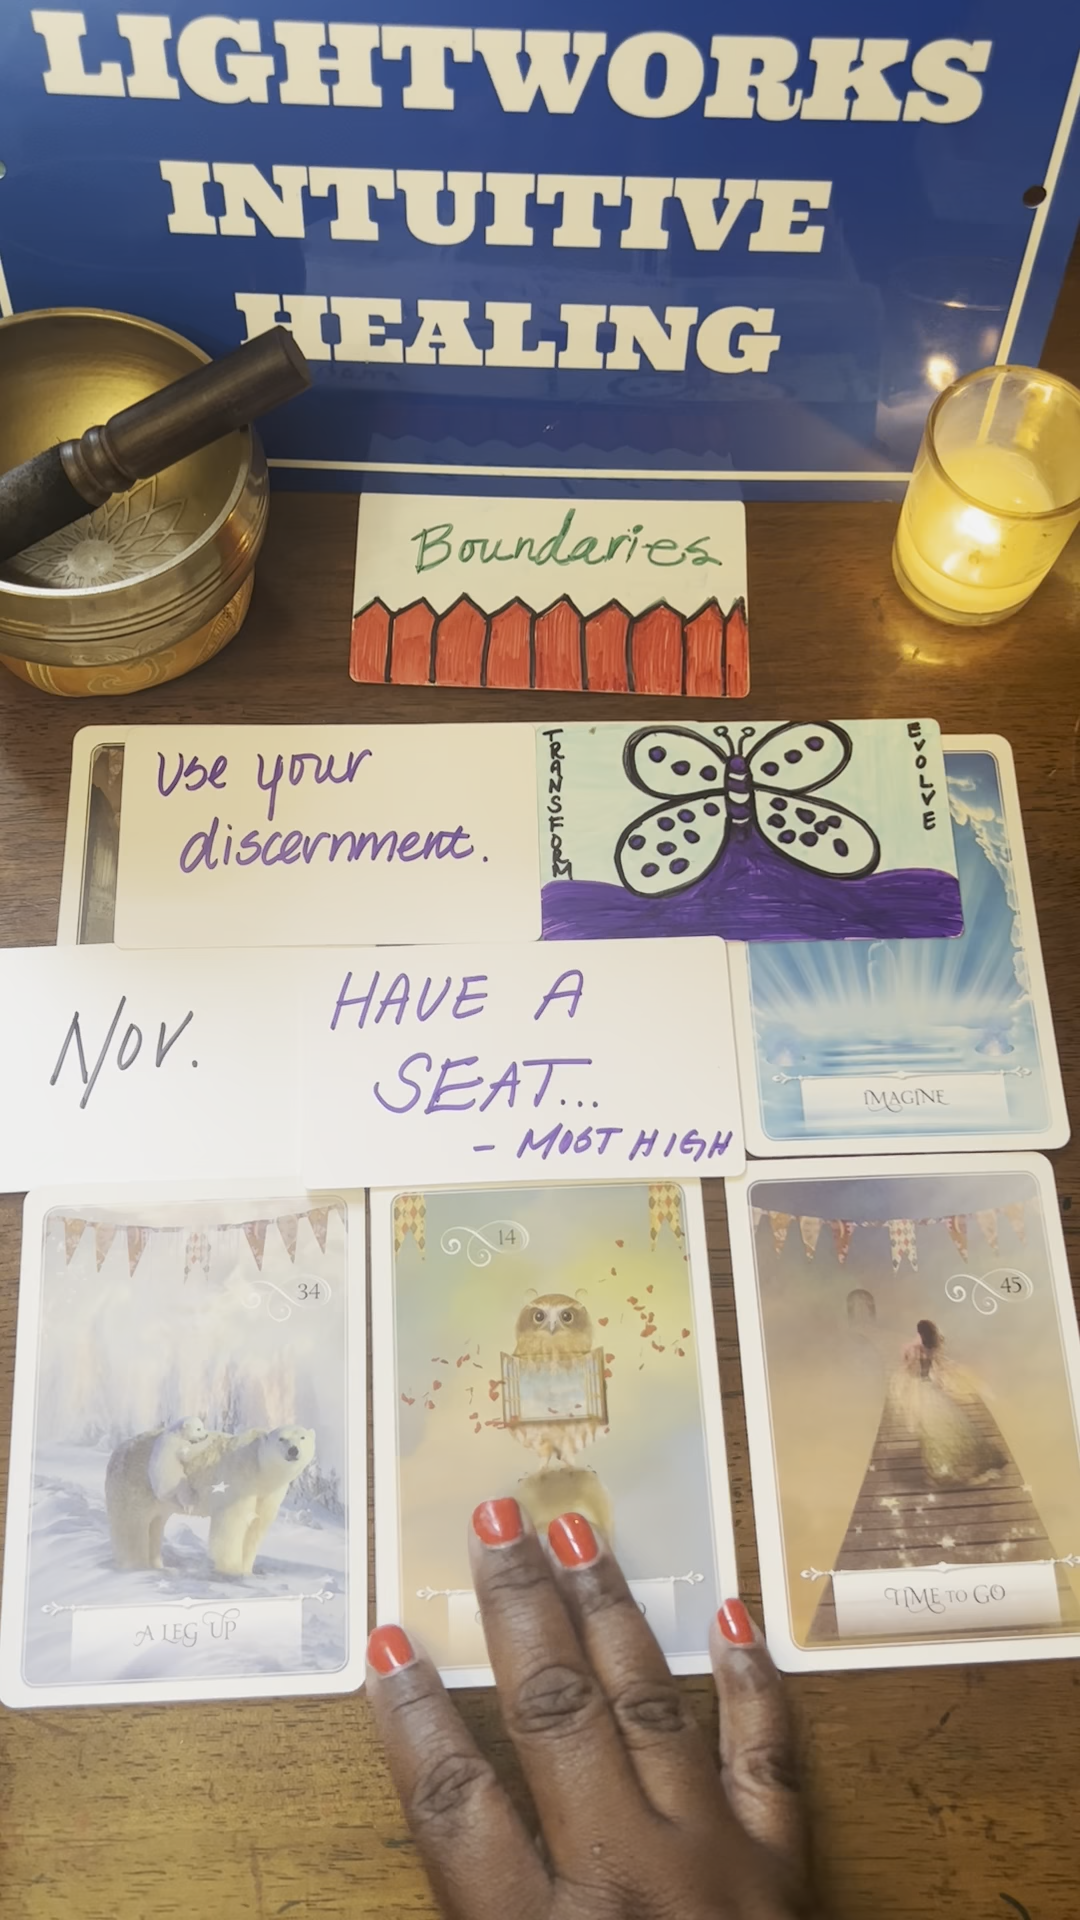 LIGHTWORKS
INTUITIVE
HEALING
Boundaries
Use your
discernment.
TRANSFORM
EVOLVE
Nov.
HAVE A
SEAT...
- MOST HIGH
IMAGINE
34
14
45
A LEG UP
TIME TO GO